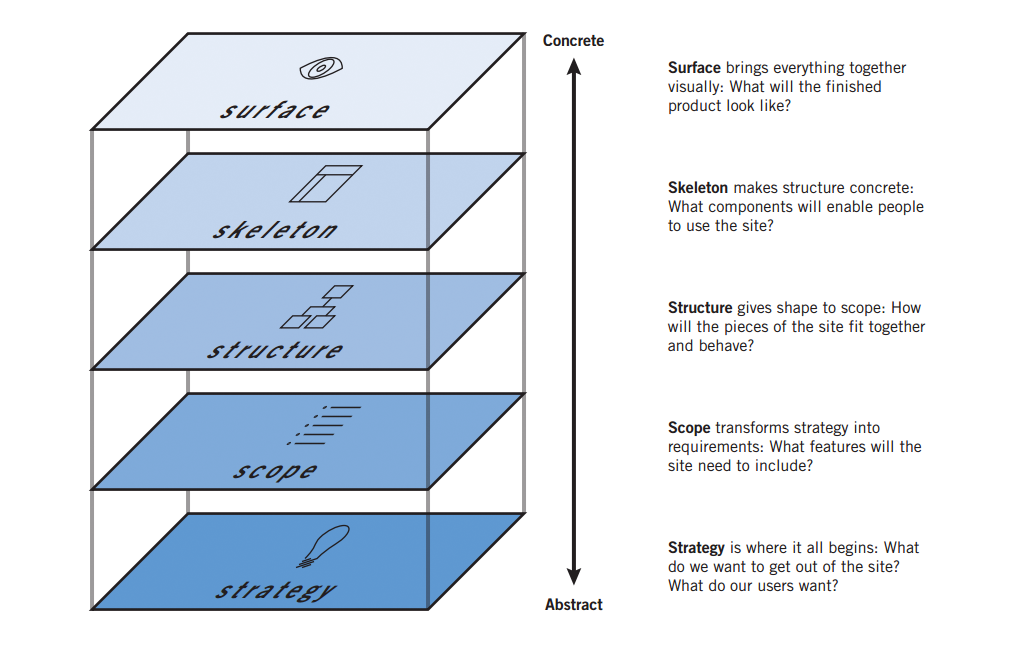 Concrete
surface
Surface brings everything together
visually: What will the finished
product look like?
skeleton
Skeleton makes structure concrete:
What components will enable people
to use the site?
structure
Structure gives shape to scope: How
will the pieces of the site fit together
and behave?
scope
Scope transforms strategy into
requirements: What features will the
site need to include?
strategy
Strategy is where it all begins: What
do we want to get out of the site?
What do our users want?
Abstract